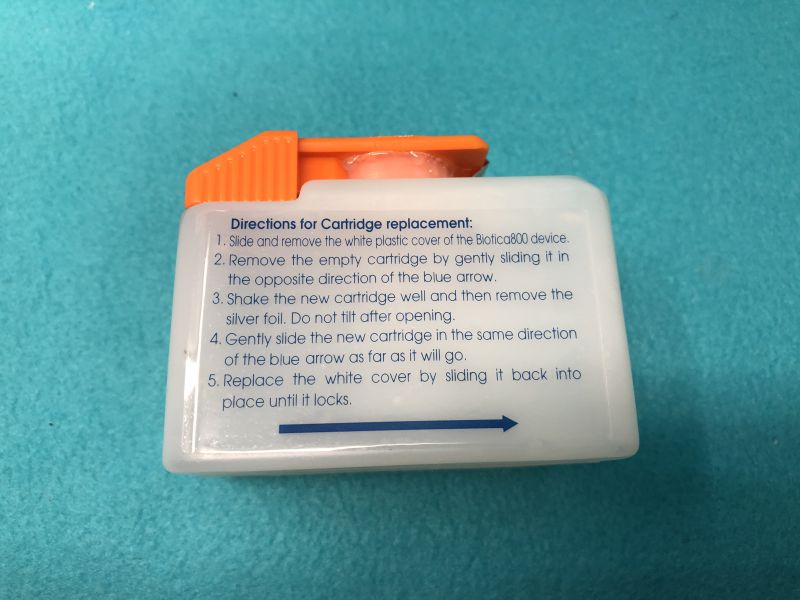 Directions for Cartridge replacement:
1. Slide and remove the white plastic cover of the Biotica800 device.
2. Remove the empty cartridge by gently sliding it in
the opposite direction of the blue arrow.
3. Shake the new cartridge well and then remove the
silver foil. Do not tilt after opening.
4. Gently slide the new cartridge in the same direction
of the blue arrow as far as it will go.
5. Replace the white cover by sliding it back into
place until it locks.